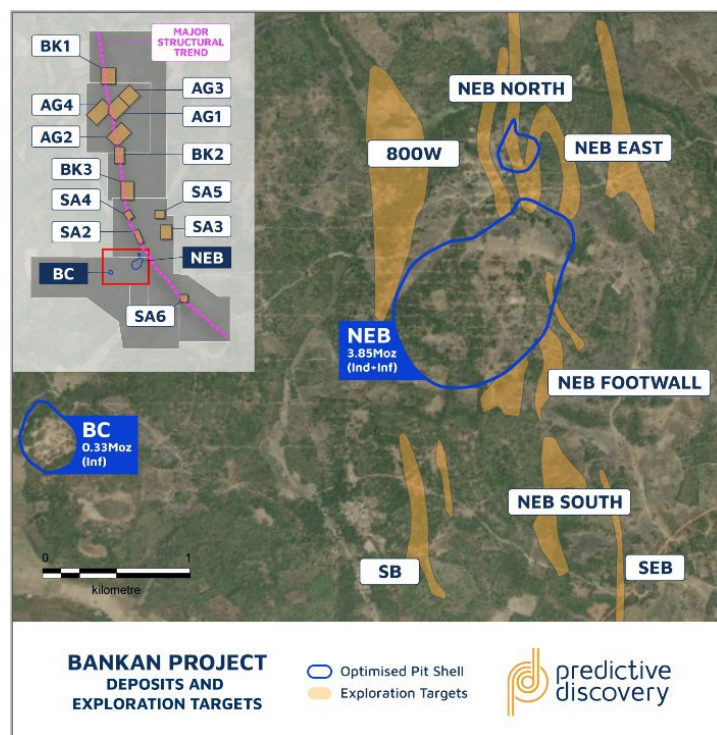 MAJOR
STRUCTURAL
TREND
BK1
AG3
AG4
AG1
AG2
BK2
BK3
SA5
SA4
SA3
SA2
NEB
BC
SA6
NEB NORTH
800W
NEB EAST
NEB
3.85Moz
(Ind+Inf)
NEB FOOTWALL
BC
0.33Moz
(Inf)
NEB SOUTH
SB
SEB
0 1
kilometre
BANKAN PROJECT
DEPOSITS AND
EXPLORATION TARGETS
Optimised Pit Shell
Exploration Targets
predictive
discovery